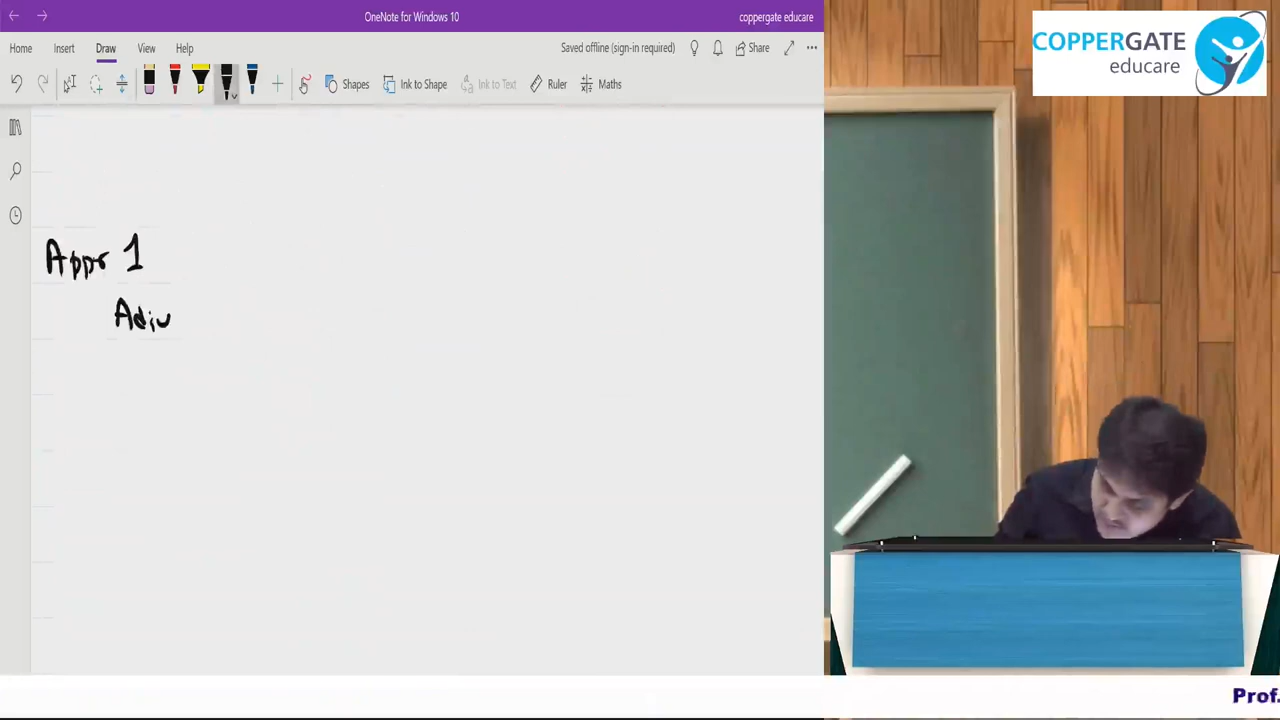 OneNote for Windows 10
coppergate educare
Home Insert Draw View Help
Saved offline (sign-in required)
Share
Shapes
Ink to Shape
Ink to Text
Ruler
Maths
Appr 1
Adiv
COPPERGATE
educare
Prof.